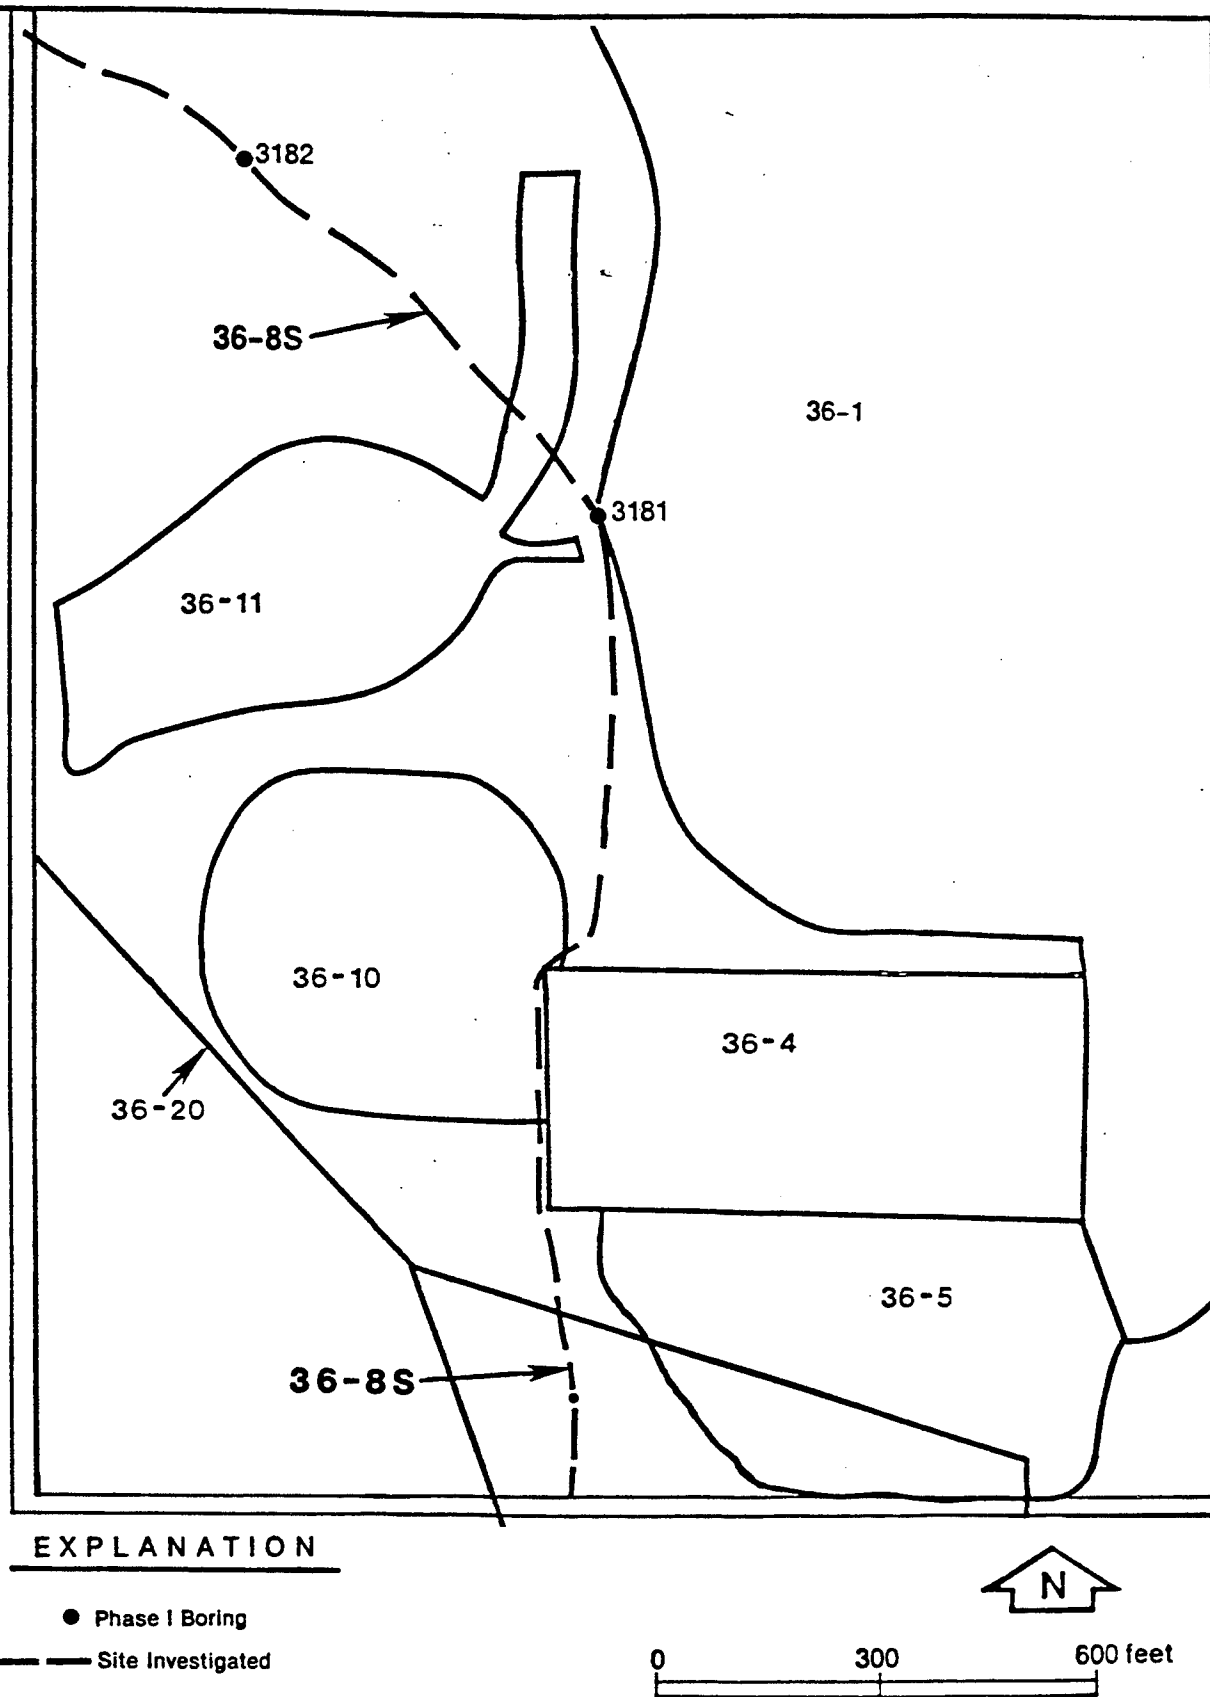 3182
36-8S
36-1
3181
36-11
36-10
36-4
36-20
36-5
36-8S
EXPLANATION
Phase I Boring
Site Investigated
N
0 300 600 feet